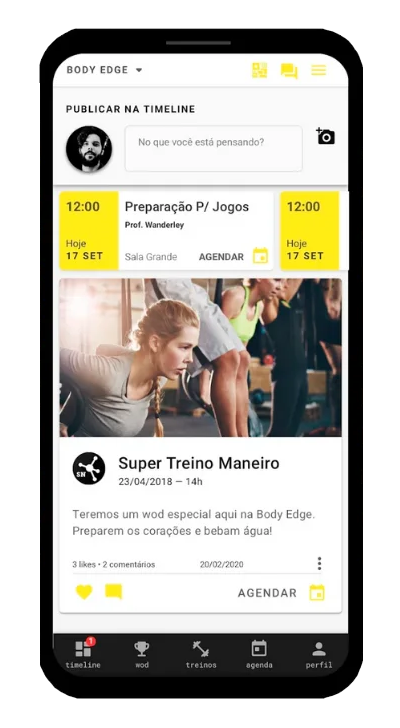 BODY EDGE
PUBLICAR NA TIMELINE
No que você está pensando?
12:00
Preparação P/ Jogos
Prof. Wanderley
Hoje
17 SET
Sala Grande
AGENDAR
12:00
Hoje
17 SET
SN
Super Treino Maneiro
23/04/2018 — 14h
Teremos um wod especial aqui na Body Edge.
Preparem os corações e bebam água!
3 likes • 2 comentários
20/02/2020
AGENDAR
1
timeline
wod
treinos
agenda
perfil